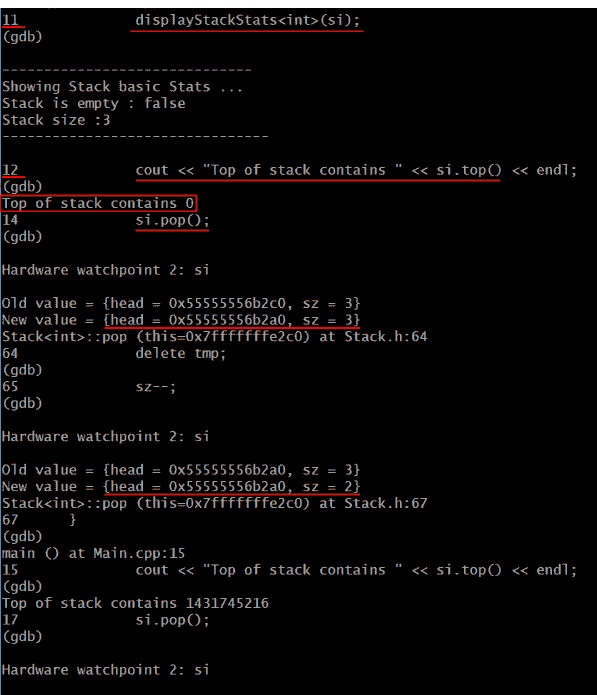 11 displayStackStats<int>(si);
(gdb)
------------------------------
Showing Stack basic Stats ...
Stack is empty : false
Stack size :3
--------------------------------
12 cout << "Top of stack contains " << si.top() << endl;
(gdb)
Top of stack contains 0
14 si.pop();
(gdb)
Hardware watchpoint 2: si
Old value = {head = 0x55555556b2c0, sz = 3}
New value = {head = 0x55555556b2a0, sz = 3}
Stack<int>::pop (this=0x7fffffffe2c0) at Stack.h:64
64 delete tmp;
(gdb)
65 sz--;
(gdb)
Hardware watchpoint 2: si
Old value = {head = 0x55555556b2a0, sz = 3}
New value = {head = 0x55555556b2a0, sz = 2}
Stack<int>::pop (this=0x7fffffffe2c0) at Stack.h:67
67 }
(gdb)
main () at Main.cpp:15
15 cout << "Top of stack contains " << si.top() << endl;
(gdb)
Top of stack contains 1431745216
17 si.pop();
(gdb)
Hardware watchpoint 2: si